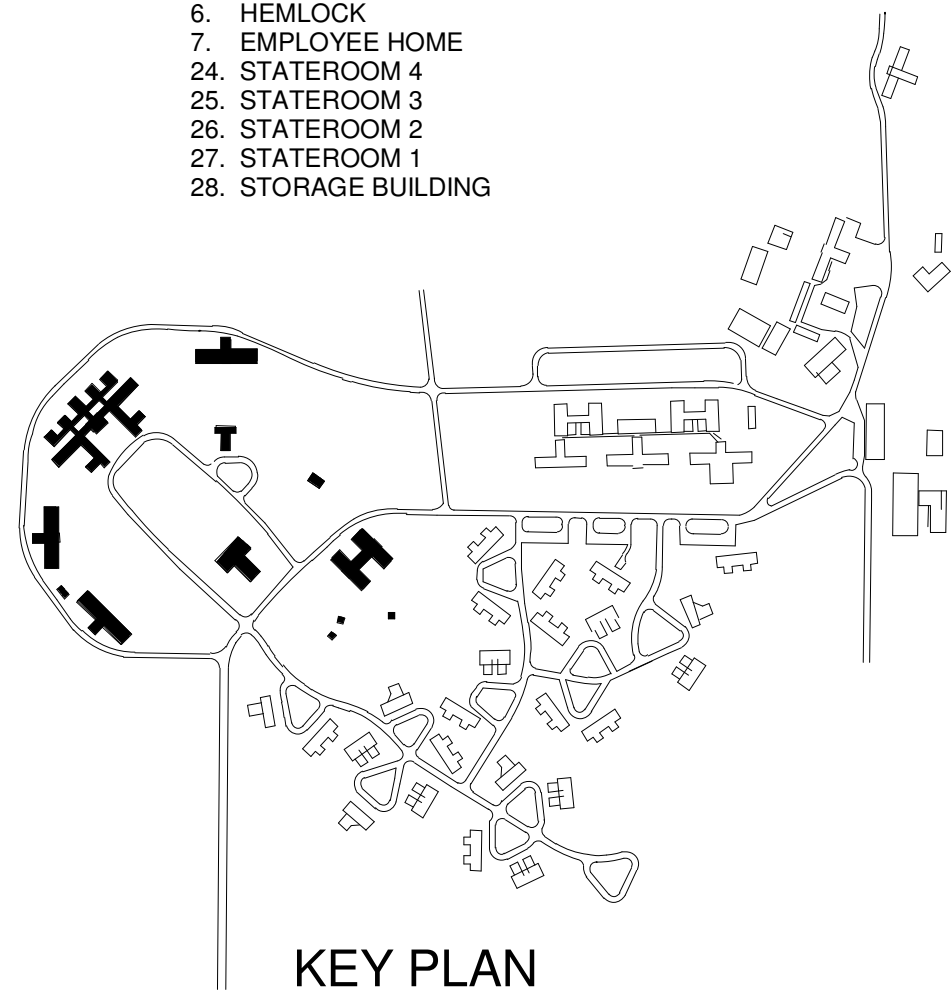 6. HEMLOCK
7. EMPLOYEE HOME
24. STATEROOM 4
25. STATEROOM 3
26. STATEROOM 2
27. STATEROOM 1
28. STORAGE BUILDING
KEY PLAN